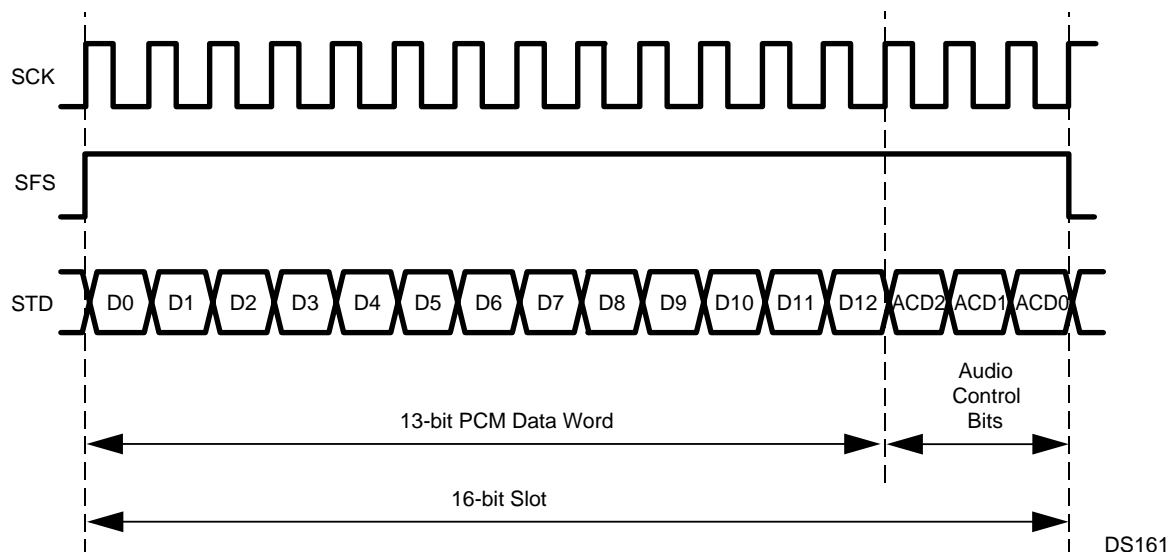 SCK
SFS
STD
D0 D1 D2 D3 D4 D5 D6 D7 D8 D9 D10 D11 D12 ACD2 ACD1 ACD0
Audio
Control
Bits
13-bit PCM Data Word
16-bit Slot
DS161